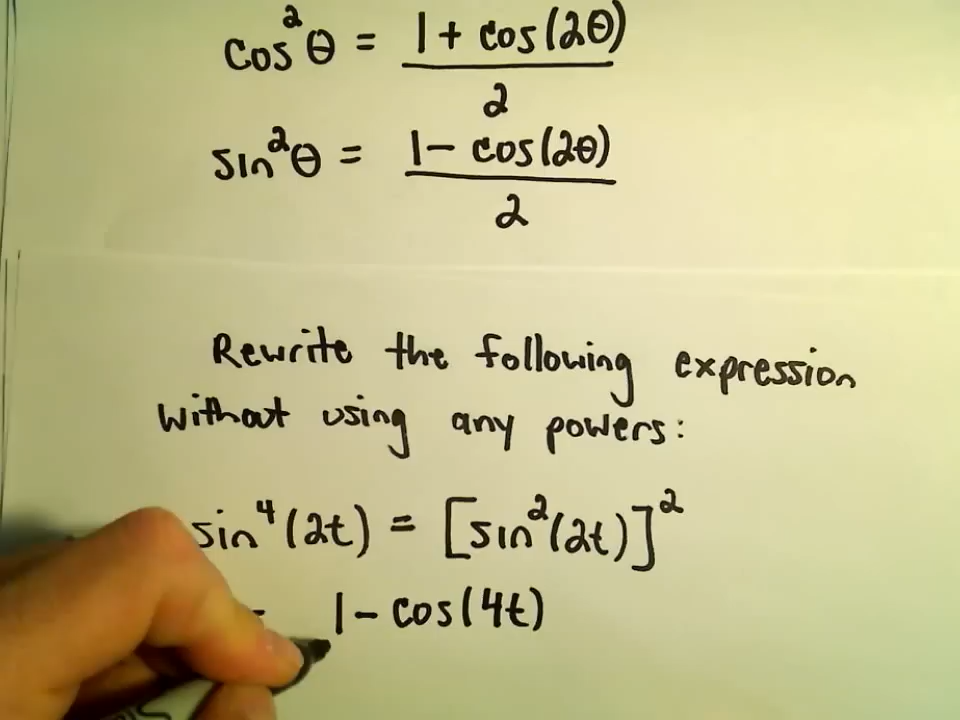 cos²θ = 1 + cos(2θ)
2
sin²θ = 1 - cos(2θ)
2
Rewrite the following expression
without using any powers:
sin⁴(2t) = [sin²(2t)]²
= 1 - cos(4t)